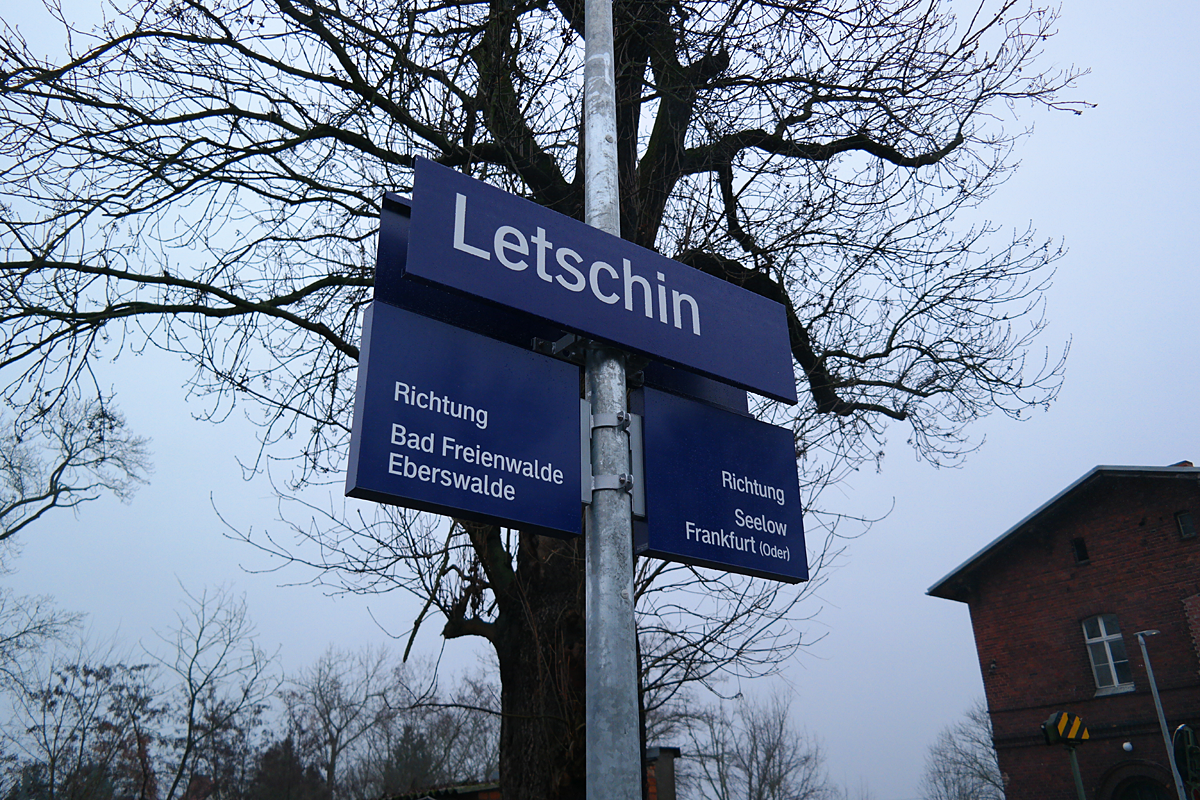 Letschin
Richtung
Bad Freienwalde
Eberswalde
Richtung
Seelow
Frankfurt (Oder)